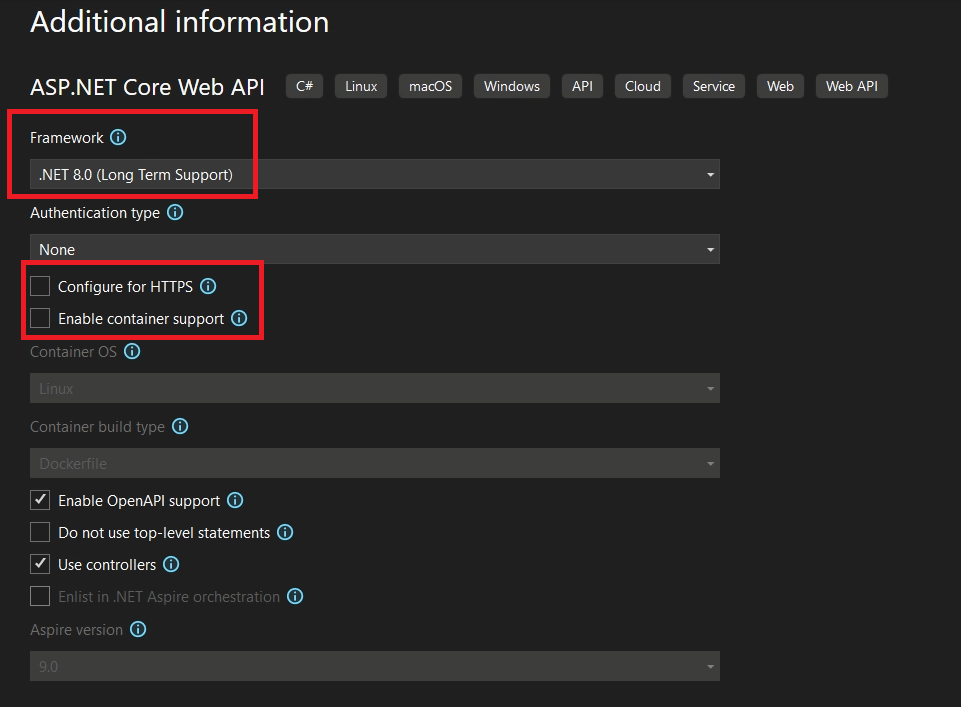 Additional information
ASP.NET Core Web API C# Linux macOS Windows API Cloud Service Web Web API
Framework
.NET 8.0 (Long Term Support)
Authentication type
None
Configure for HTTPS
Enable container support
Container OS
Linux
Container build type
Dockerfile
Enable OpenAPI support
Do not use top-level statements
Use controllers
Enlist in .NET Aspire orchestration
Aspire version
9.0